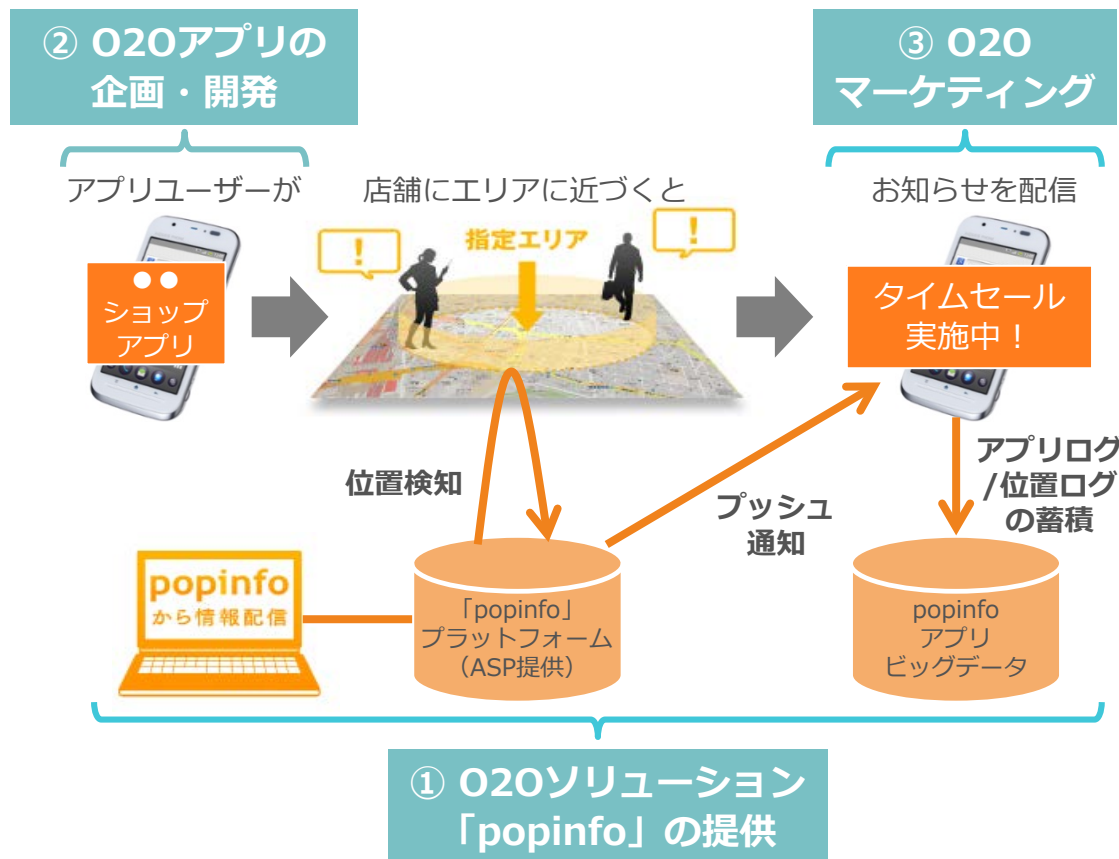 ② O2Oアプリの
企画・開発
③ O2O
マーケティング
アプリユーザーが
店舗にエリアに近づくと
お知らせを配信
!
指定エリア
!
●●
ショップ
アプリ
タイムセール
実施中！
位置検知
プッシュ
通知
アプリログ
/位置ログ
の蓄積
popinfo
から情報配信
「popinfo」
プラットフォーム
（ASP提供）
popinfo
アプリ
ビッグデータ
① O2Oソリューション
「popinfo」の提供